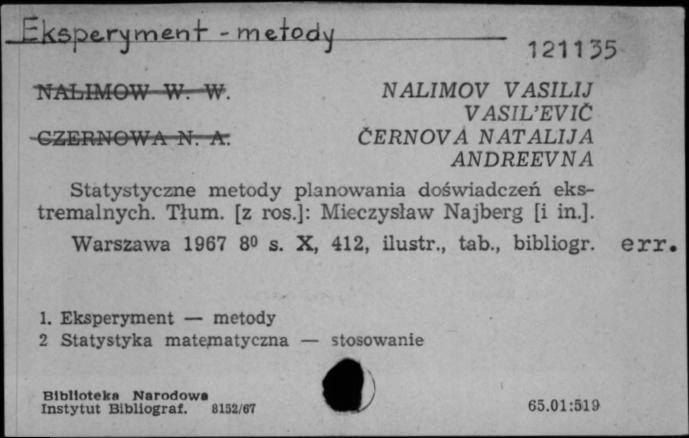 Eksperyment - metody
121135
NALIMOW W. W. NALIMOV VASILIJ
VASIL'EVIČ
CZERNOWA N. A. ČERNOVA NATALIJA
ANDREEVNA
Statystyczne metody planowania doświadczeń eks-
tremalnych. Tłum. [z ros.]: Mieczysław Najberg [i in.].
Warszawa 1967 8⁰ s. X, 412, ilustr., tab., bibliogr. err.
1. Eksperyment — metody
2 Statystyka matematyczna — stosowanie
Biblioteka Narodowa
Instytut Bibliograf. 8152/67 65.01:519